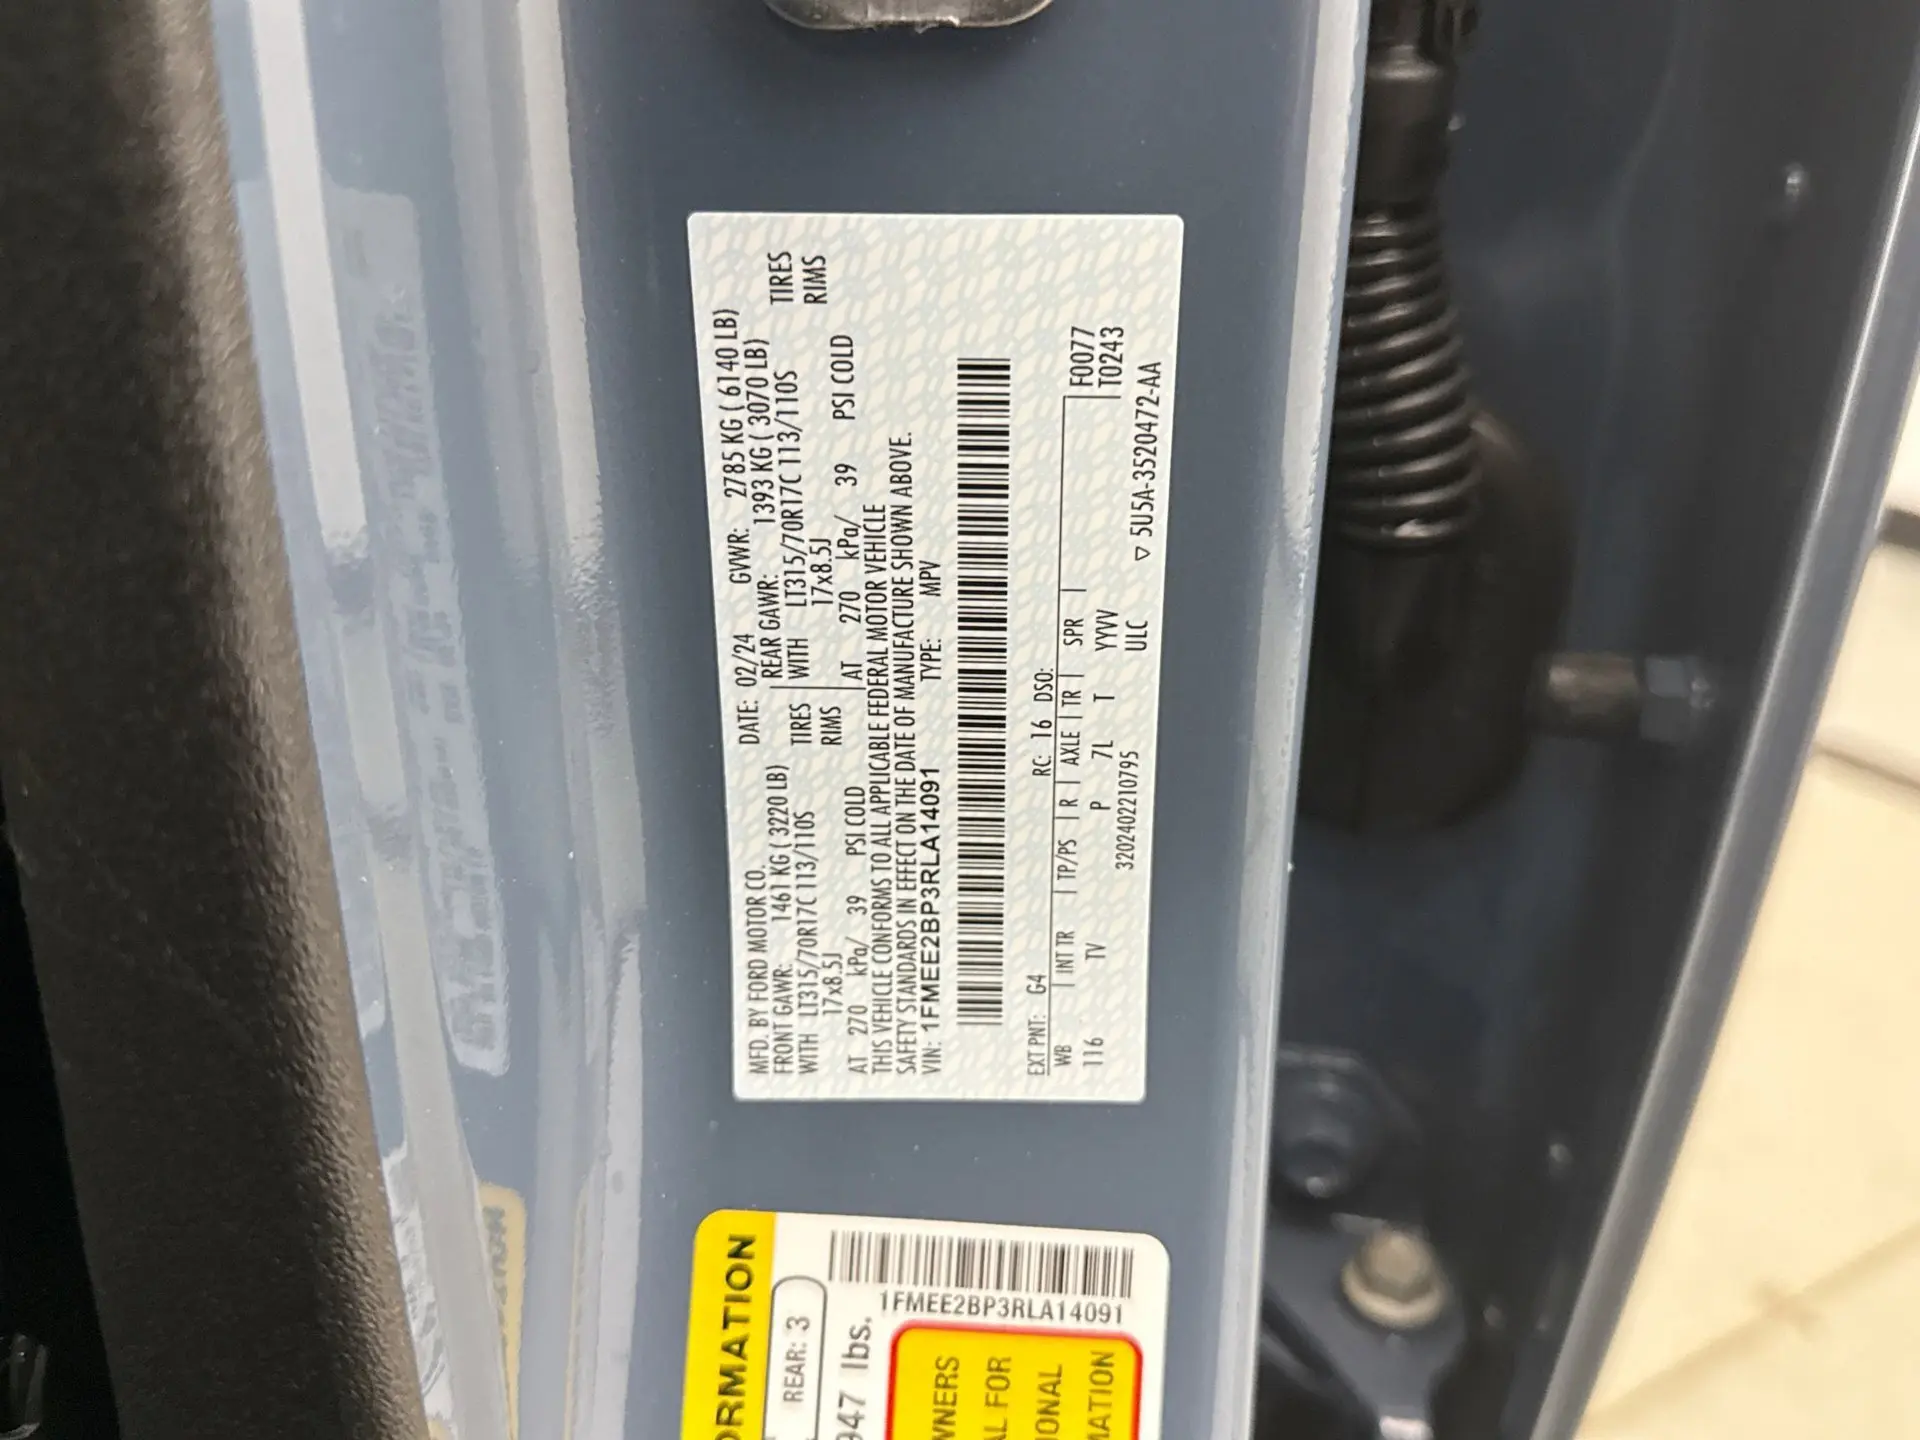 MFD. BY FORD MOTOR CO.
DATE: 02/24 GVWR: 2785 KG ( 6140 LB)
FRONT GAWR: 1461 KG ( 3220 LB)
REAR GAWR: 1393 KG ( 3070 LB)
WITH LT315/70R17C 113/110S TIRES
WITH LT315/70R17C 113/110S TIRES
17x8.5J RIMS
17x8.5J RIMS
AT 270 kPa/ 39 PSI COLD
AT 270 kPa/ 39 PSI COLD
THIS VEHICLE CONFORMS TO ALL APPLICABLE FEDERAL MOTOR VEHICLE
SAFETY STANDARDS IN EFFECT ON THE DATE OF MANUFACTURE SHOWN ABOVE.
VIN: 1FMEE2BP3RLA14091 TYPE: MPV
EXT PNT: G4 RC: 16 DSO: F0077
WB | INT TR | TP/PS | R | AXLE | TR | SPR | T0243
116 TV P 7L T YYVV
320240221 0795 ULC ▽ 5U5A-3520472-AA
ORMATION
REAR: 3
947 lbs.
1FMEE2BP3RLA14091
WNERS
AL FOR
ONAL
MATION